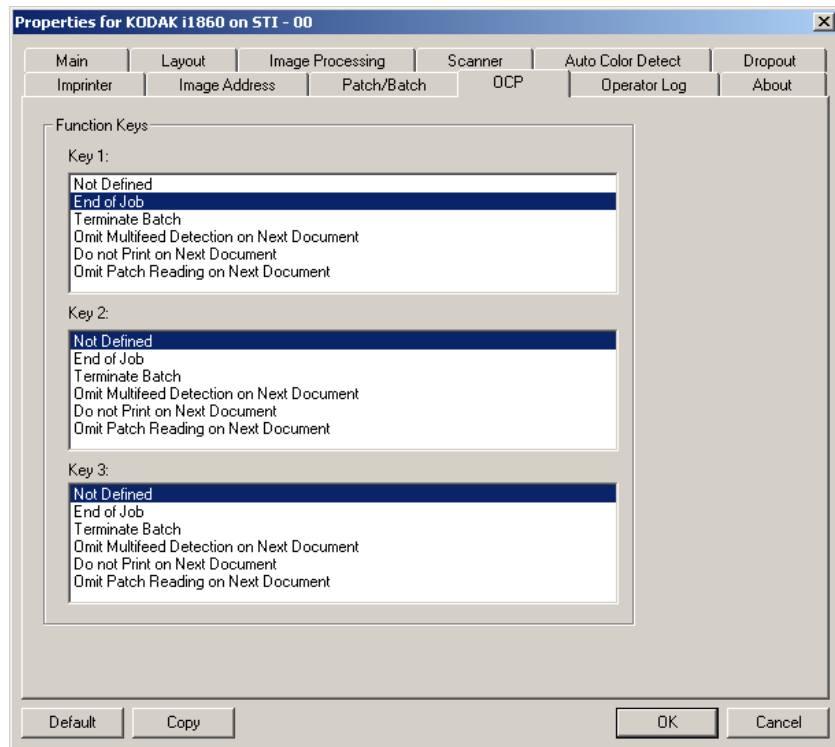 Properties for KODAK i1860 on STI - 00
Main Layout Image Processing Scanner Auto Color Detect Dropout
Imprinter Image Address Patch/Batch OCP Operator Log About
Function Keys
Key 1:
Not Defined
End of Job
Terminate Batch
Omit Multifeed Detection on Next Document
Do not Print on Next Document
Omit Patch Reading on Next Document
Key 2:
Not Defined
End of Job
Terminate Batch
Omit Multifeed Detection on Next Document
Do not Print on Next Document
Omit Patch Reading on Next Document
Key 3:
Not Defined
End of Job
Terminate Batch
Omit Multifeed Detection on Next Document
Do not Print on Next Document
Omit Patch Reading on Next Document
Default Copy OK Cancel